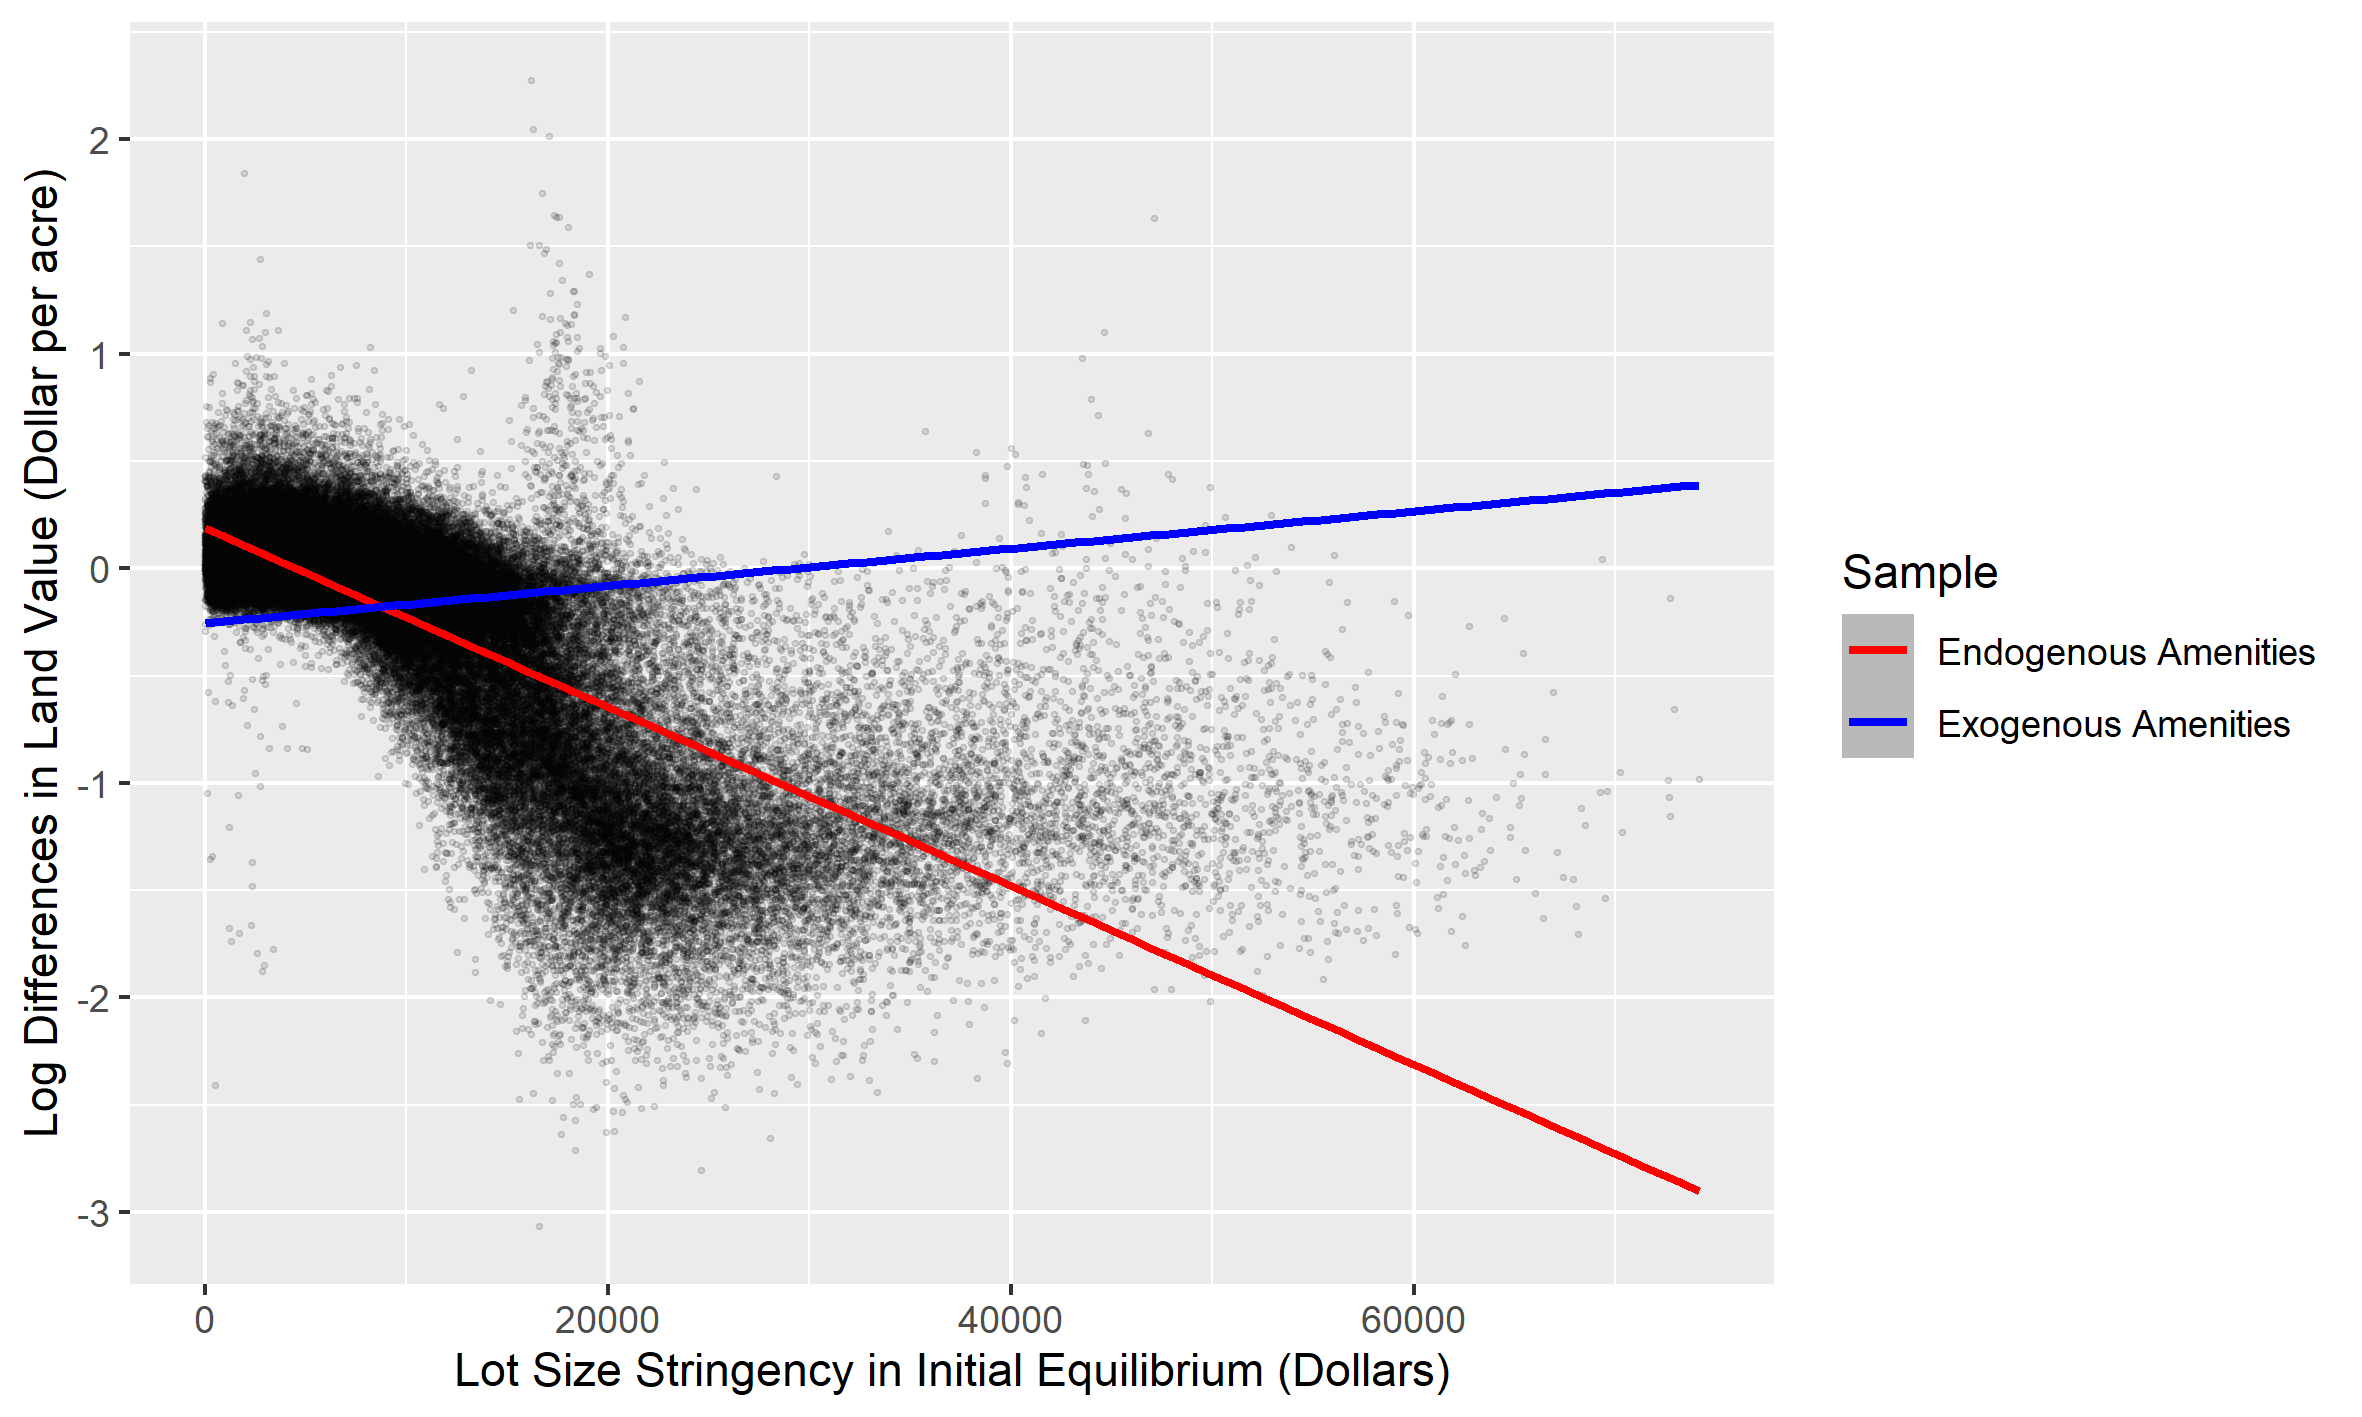 Log Differences in Land Value (Dollar per acre)
2
1
0
-1
-2
-3
0 20000 40000 60000
Lot Size Stringency in Initial Equilibrium (Dollars)
Sample
Endogenous Amenities
Exogenous Amenities